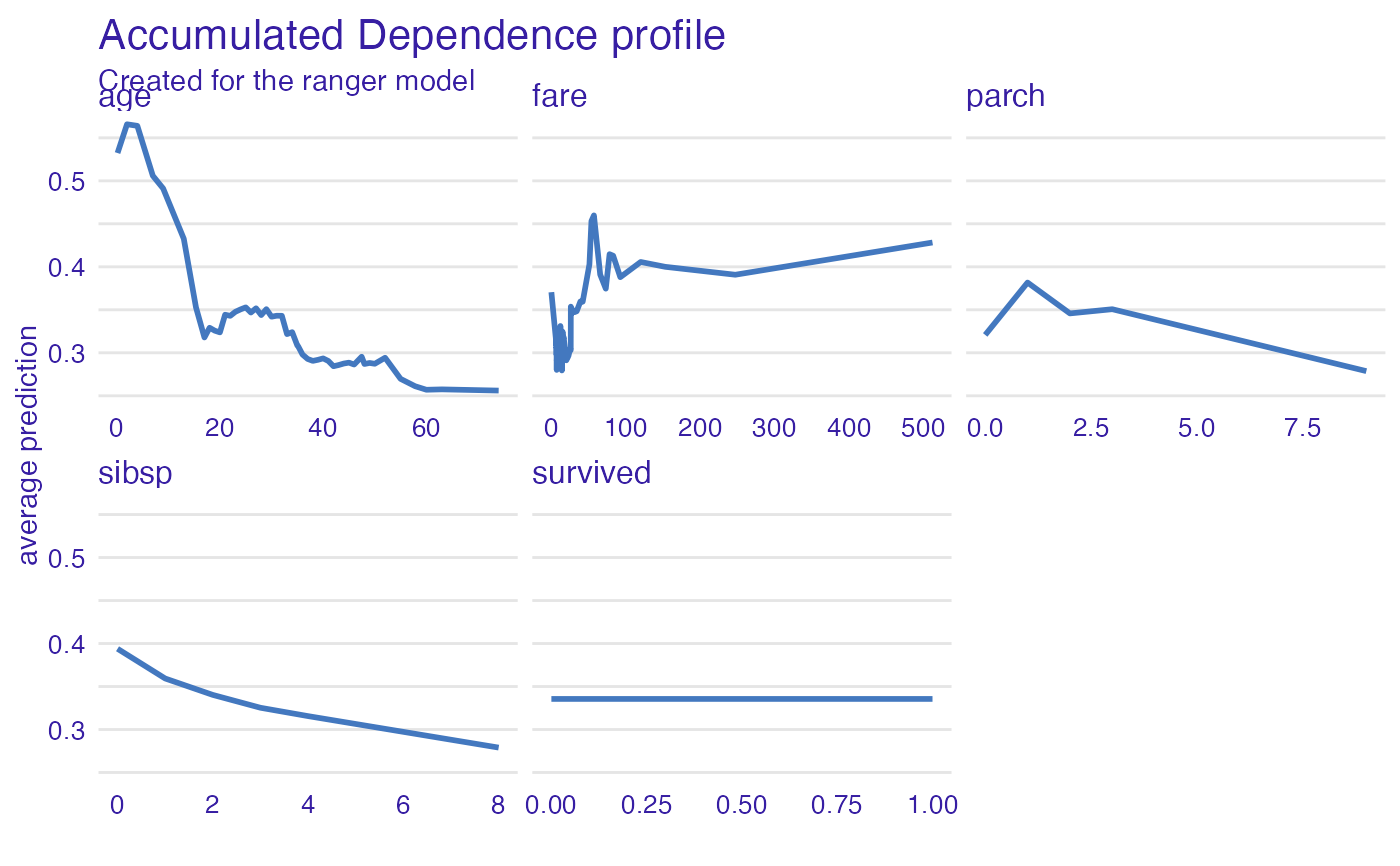 Accumulated Dependence profile
Created for the ranger model
age
fare
parch
0.5
0.4
0.3
0 20 40 60
0 100 200 300 400 500
0.0 2.5 5.0 7.5
average prediction
sibsp
survived
0.5
0.4
0.3
0 2 4 6 8
0.00 0.25 0.50 0.75 1.00